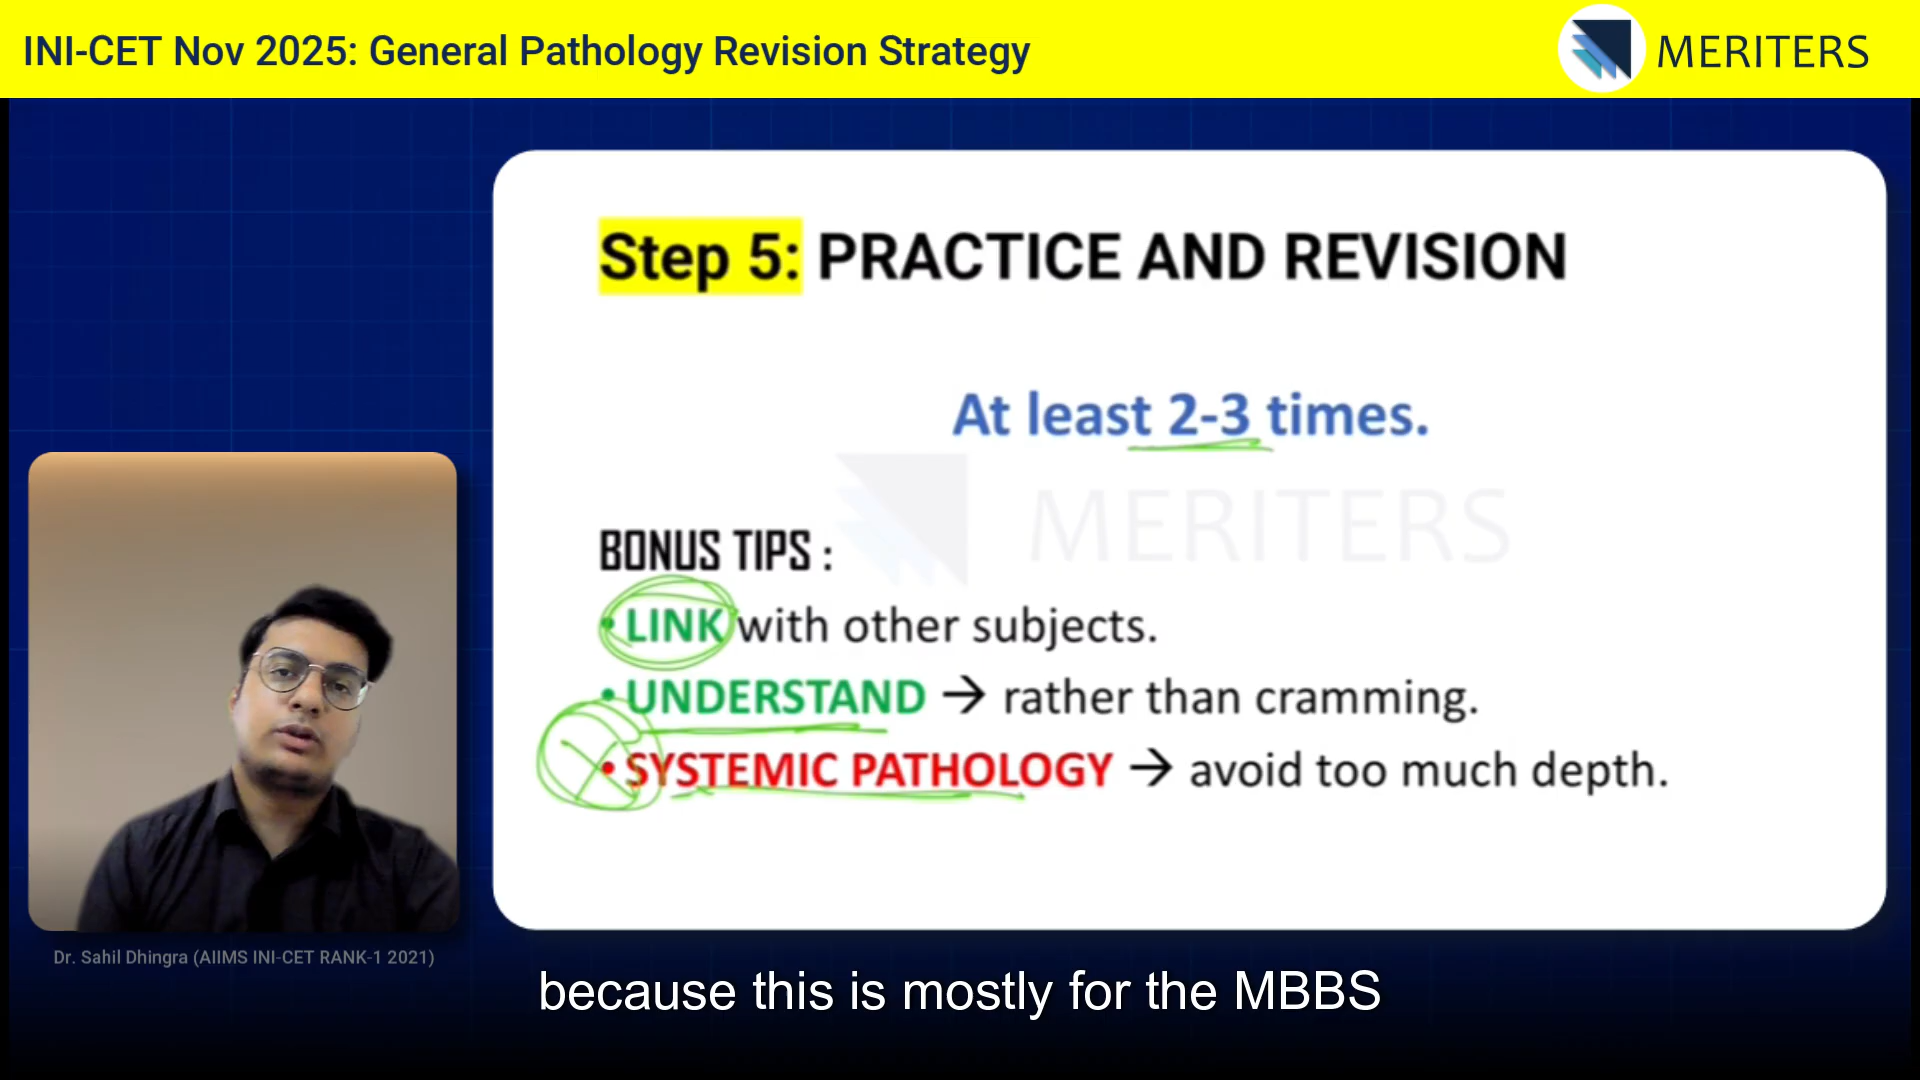 INI-CET Nov 2025: General Pathology Revision Strategy
MERITERS
Step 5: PRACTICE AND REVISION
At least 2-3 times.
MERITERS
BONUS TIPS :
• LINK with other subjects.
• UNDERSTAND → rather than cramming.
• SYSTEMIC PATHOLOGY → avoid too much depth.
Dr. Sahil Dhingra (AIIMS INI-CET RANK-1 2021)
because this is mostly for the MBBS